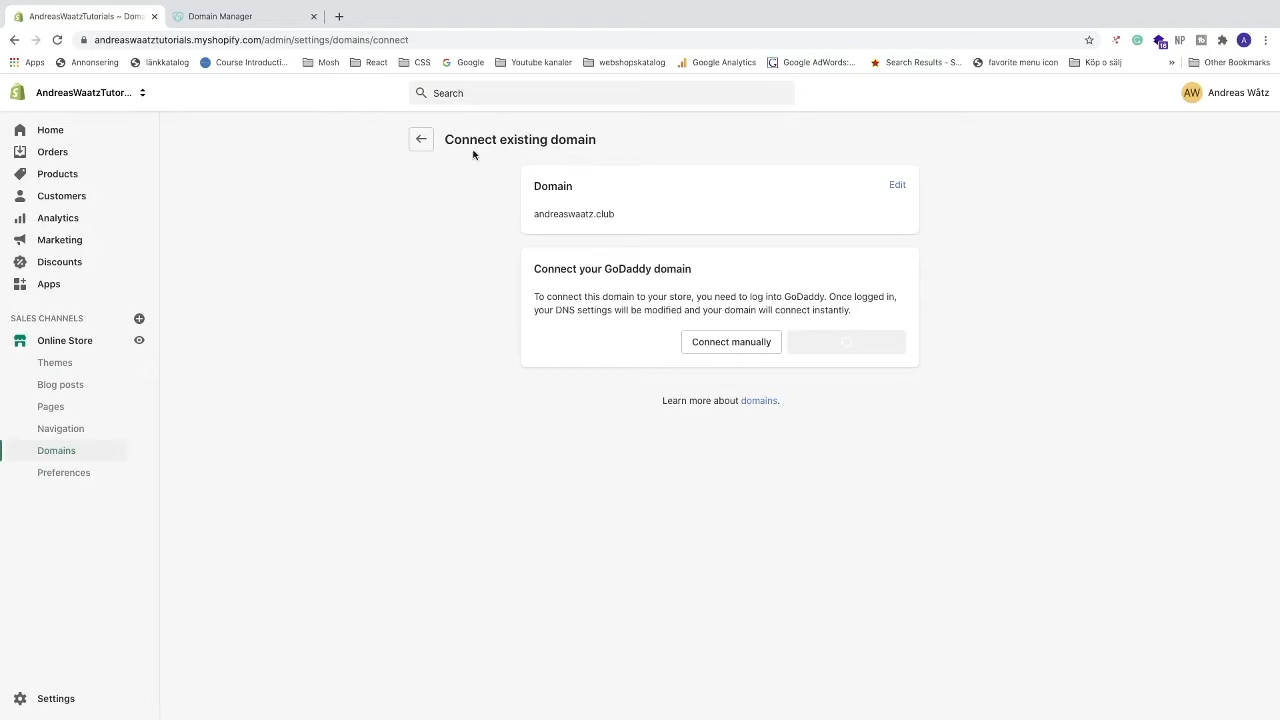 AndreasWaatzTutorials ~ Doma
Domain Manager
andreaswaatztutorials.myshopify.com/admin/settings/domains/connect
NP
18
A
Apps
Annonsering
länkkatalog
Course Introducti...
Mosh
React
CSS
Google
Youtube kanaler
webshopskatalog
Google Analytics
Google AdWords:...
Search Results - S...
favorite menu icon
Köp o sälj
»
Other Bookmarks
AndreasWaatzTutor...
Search
AW
Andreas Wåtz
Home
Orders
Products
Customers
Analytics
Marketing
Discounts
Apps
SALES CHANNELS
Online Store
Themes
Blog posts
Pages
Navigation
Domains
Preferences
Settings
Connect existing domain
Domain
Edit
andreaswaatz.club
Connect your GoDaddy domain
To connect this domain to your store, you need to log into GoDaddy. Once logged in,
your DNS settings will be modified and your domain will connect instantly.
Connect manually
Learn more about domains.